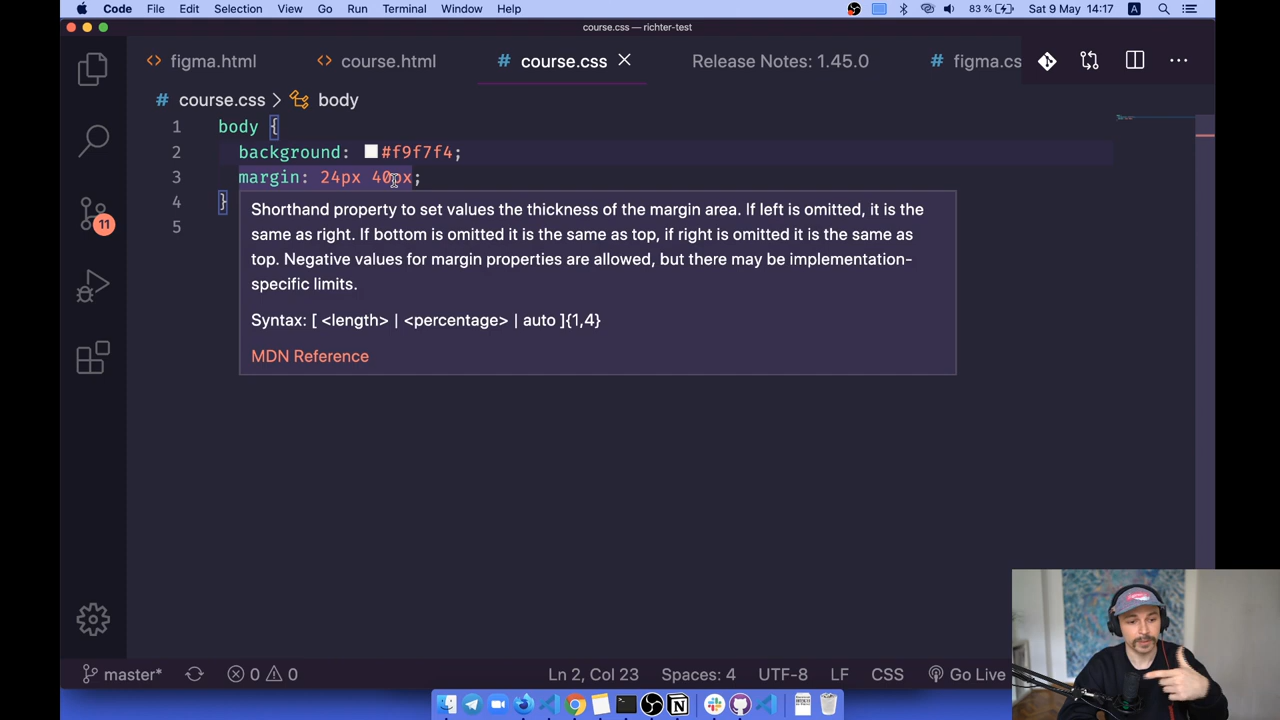 Code File Edit Selection View Go Run Terminal Window Help 83 % Sat 9 May 14:17 A
course.css — richter-test
figma.html course.html # course.css Release Notes: 1.45.0 # figma.cs
# course.css > body
1 body {
2 background: #f9f7f4;
3 margin: 24px 40px;
4 }
5
11
Shorthand property to set values the thickness of the margin area. If left is omitted, it is the
same as right. If bottom is omitted it is the same as top, if right is omitted it is the same as
top. Negative values for margin properties are allowed, but there may be implementation-
specific limits.
Syntax: [ <length> | <percentage> | auto ]{1,4}
MDN Reference
master* 0 0 Ln 2, Col 23 Spaces: 4 UTF-8 LF CSS Go Live